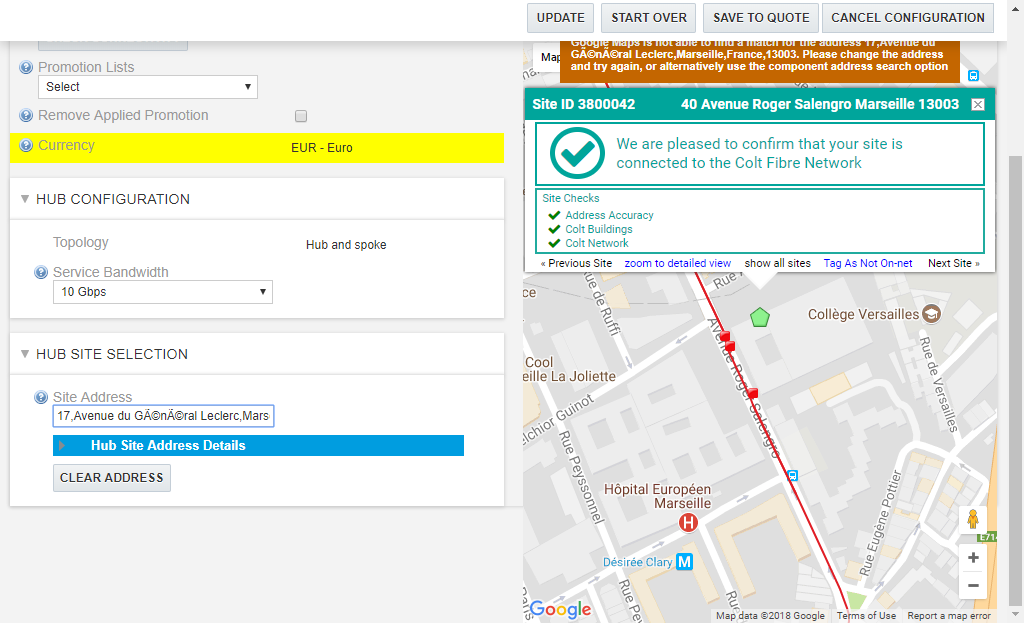 UPDATE
START OVER
SAVE TO QUOTE
CANCEL CONFIGURATION
Promotion Lists
Select
Remove Applied Promotion
Currency
EUR - Euro
HUB CONFIGURATION
Topology
Hub and spoke
Service Bandwidth
10 Gbps
HUB SITE SELECTION
Site Address
17,Avenue du GÃ©nÃ©ral Leclerc,Mars
Hub Site Address Details
CLEAR ADDRESS
Map
Google Maps is not able to find a match for the address 17,Avenue du
GÃ©nÃ©ral Leclerc,Marseille,France,13003. Please change the address
and try again, or alternatively use the component address search option
Site ID 3800042
40 Avenue Roger Salengro Marseille 13003
We are pleased to confirm that your site is
connected to the Colt Fibre Network
Site Checks
Address Accuracy
Colt Buildings
Colt Network
« Previous Site
zoom to detailed view
show all sites
Tag As Not On-net
Next Site »
Rue de Ruffi
Avenue Roger Salengro
Collège Versailles
Rue de Versailles
Cool
eille La Joliette
elchior Guinot
Rue Peyssonnel
Hôpital Européen
Marseille
H
Désirée Clary
M
Rue Eugène Pottier
Rue Pey
E714
+
−
Google
Map data ©2018 Google
Terms of Use
Report a map error